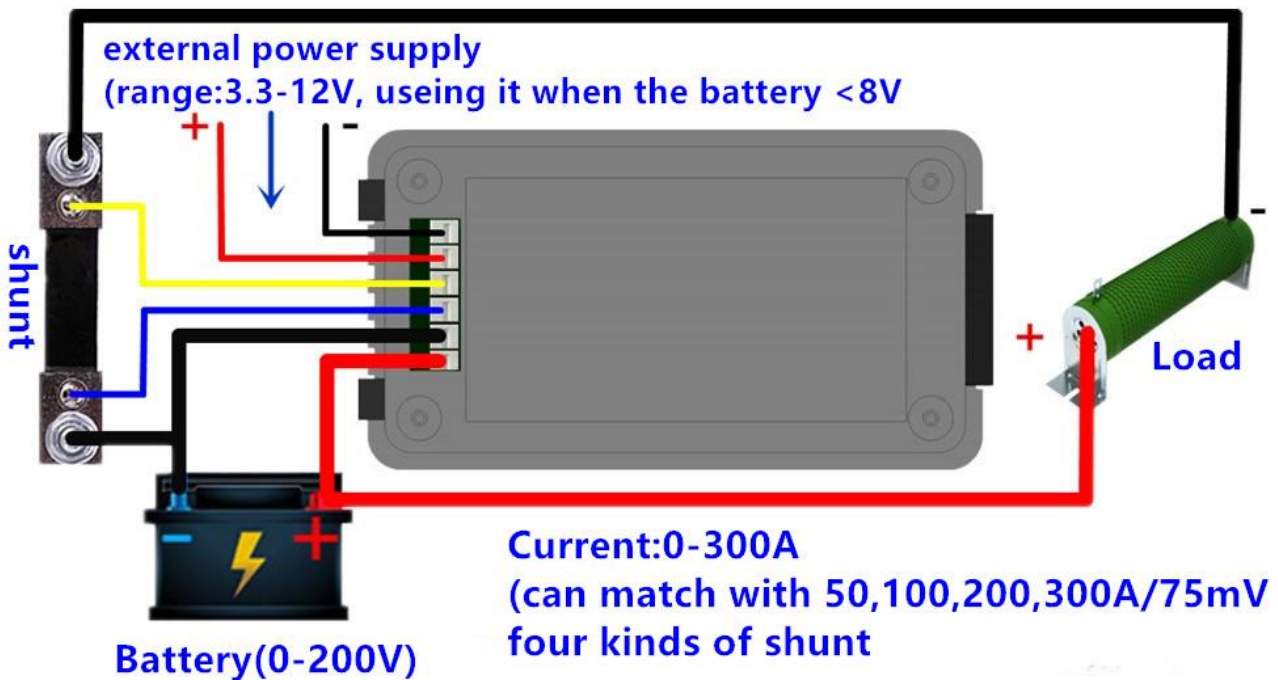 external power supply
(range:3.3-12V, useing it when the battery <8V
+ -
shunt
-
+
Load
- +
Current:0-300A
(can match with 50,100,200,300A/75mV
four kinds of shunt
Battery(0-200V)